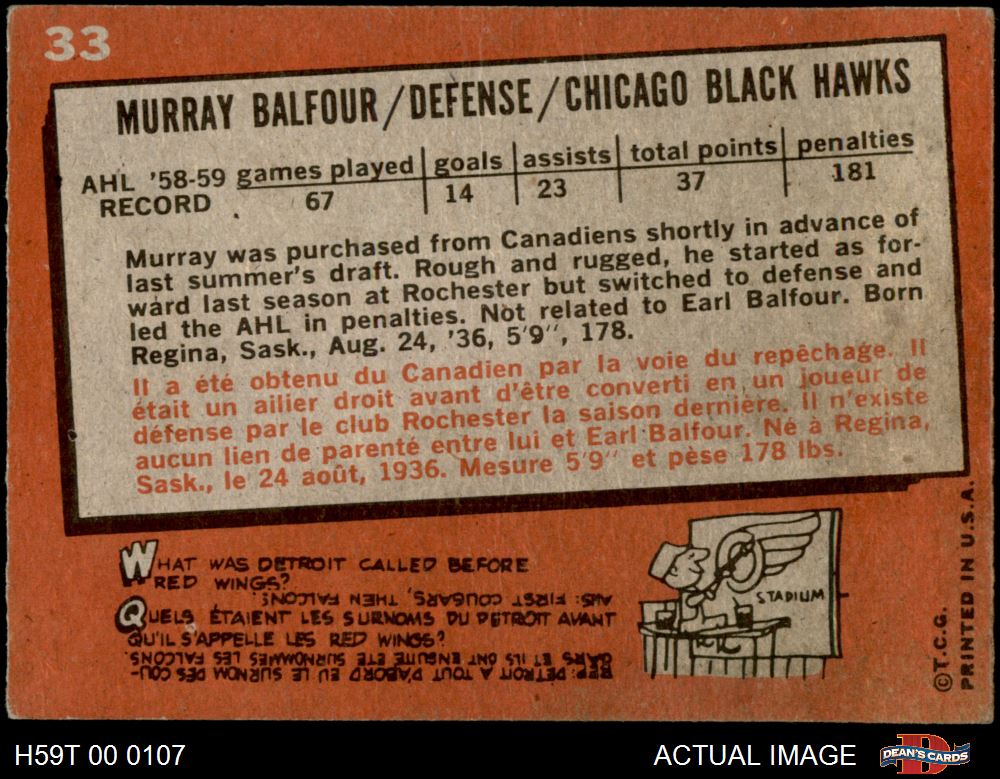 33
MURRAY BALFOUR/DEFENSE/CHICAGO BLACK HAWKS
AHL '58-59 games played goals assists total points penalties
RECORD 67 14 23 37 181
Murray was purchased from Canadiens shortly in advance of
last summer's draft. Rough and rugged, he started as for-
ward last season at Rochester but switched to defense and
led the AHL in penalties. Not related to Earl Balfour. Born
Regina, Sask., Aug. 24, '36, 5'9", 178.
Il a été obtenu du Canadien par la voie du repêchage. Il
était un ailier droit avant d'être converti en un joueur de
défense par le club Rochester la saison dernière. Il n'existe
aucun lien de parenté entre lui et Earl Balfour. Né à Regina,
Sask., le 24 août, 1936. Mesure 5'9" et pèse 178 lbs.
WHAT WAS DETROIT CALLED BEFORE
RED WINGS?
ANS: FIRST COUGARS, THEN FALCONS!
QUELS ÉTAIENT LES SURNOMS DU DETROIT AVANT
QU'IL S'APPELLE LES RED WINGS?
RÉP: DETROIT A TOUT D'ABORD EU LE SURNOM DES COU-
GARS ET ILS ONT ENSUITE ÉTÉ SURNOMMÉS LES FALCONS.
STADIUM
© T.C.G.
PRINTED IN U.S.A.
H59T 00 0107
ACTUAL IMAGE
D
DEAN'S CARDS